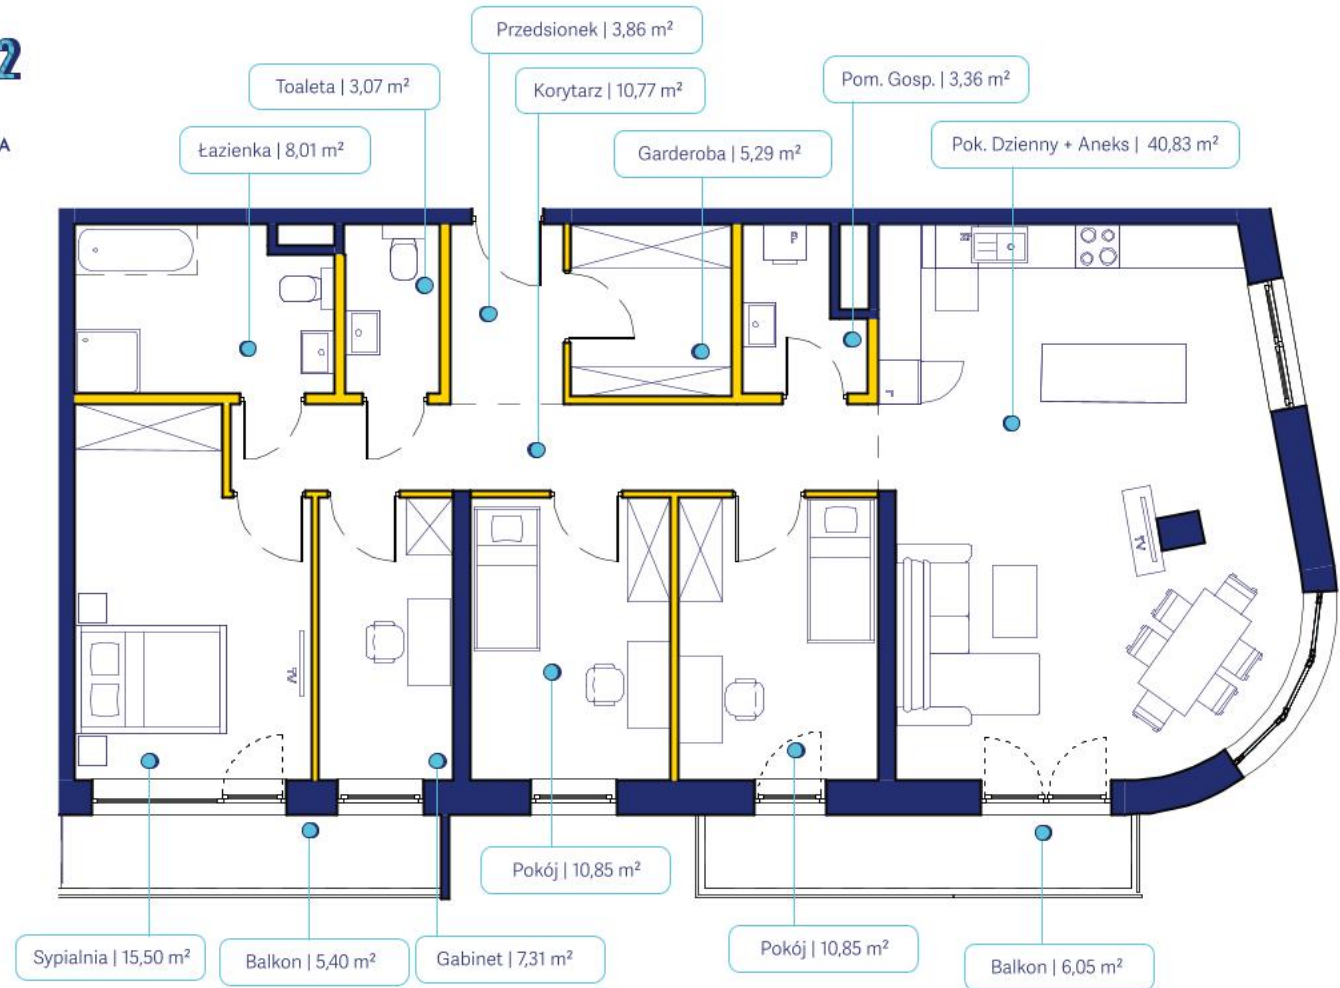 2
A
Przedsionek | 3,86 m²
Toaleta | 3,07 m²
Korytarz | 10,77 m²
Pom. Gosp. | 3,36 m²
Łazienka | 8,01 m²
Garderoba | 5,29 m²
Pok. Dzienny + Aneks | 40,83 m²
L
TV
TV
Pokój | 10,85 m²
Sypialnia | 15,50 m²
Balkon | 5,40 m²
Gabinet | 7,31 m²
Pokój | 10,85 m²
Balkon | 6,05 m²